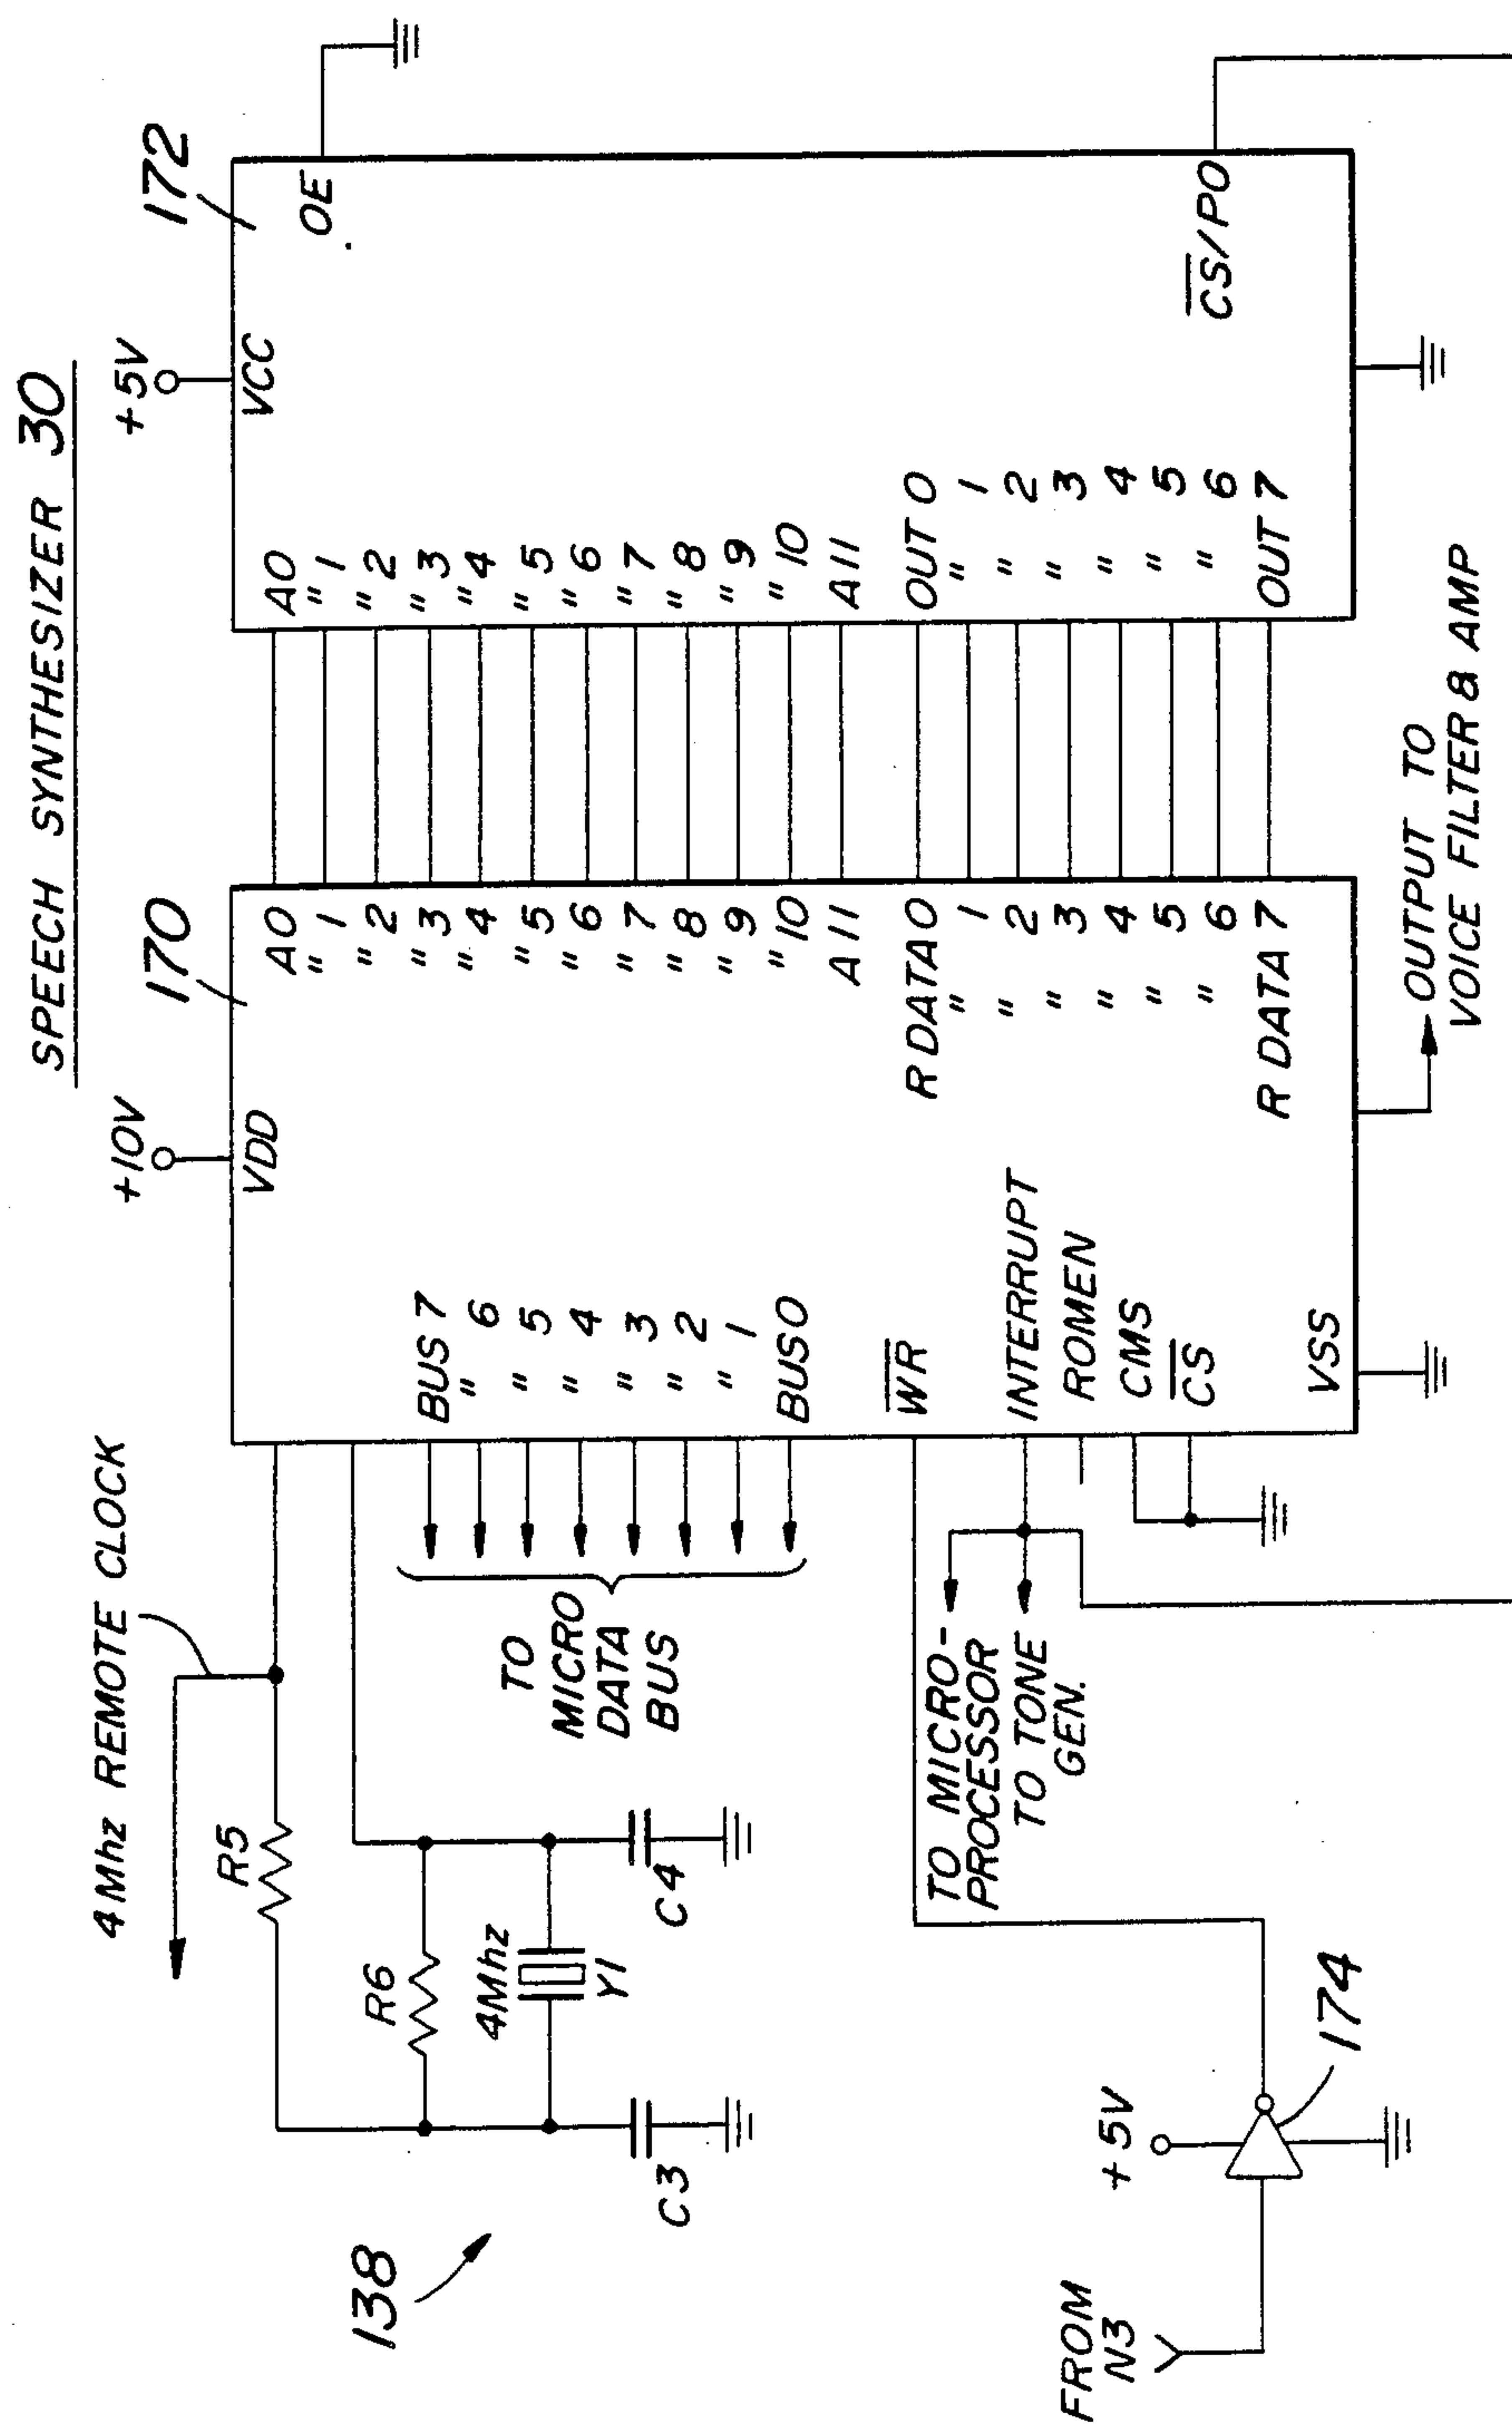 SPEECH SYNTHESIZER 30
4 Mhz REMOTE CLOCK
+10V
170
+5V
172
VDD
VCC
A0
" 1
" 2
" 3
" 4
" 5
" 6
" 7
" 8
" 9
" 10
A11
R DATA 0
" 1
" 2
" 3
" 4
" 5
" 6
R DATA 7
A0
" 1
" 2
" 3
" 4
" 5
" 6
" 7
" 8
" 9
" 10
A11
OUT 0
" 1
" 2
" 3
" 4
" 5
" 6
OUT 7
OE
C̅S̅/PO
R5
R6
4Mhz
Y1
C3
C4
138
BUS 7
" 6
" 5
" 4
" 3
" 2
" 1
BUS0
TO
MICRO
DATA
BUS
W̅R̅
INTERRUPT
ROMEN
CMS
C̅S̅
VSS
TO MICRO-
PROCESSOR
TO TONE
GEN.
FROM
N3
+5V
174
OUTPUT TO
VOICE FILTER & AMP